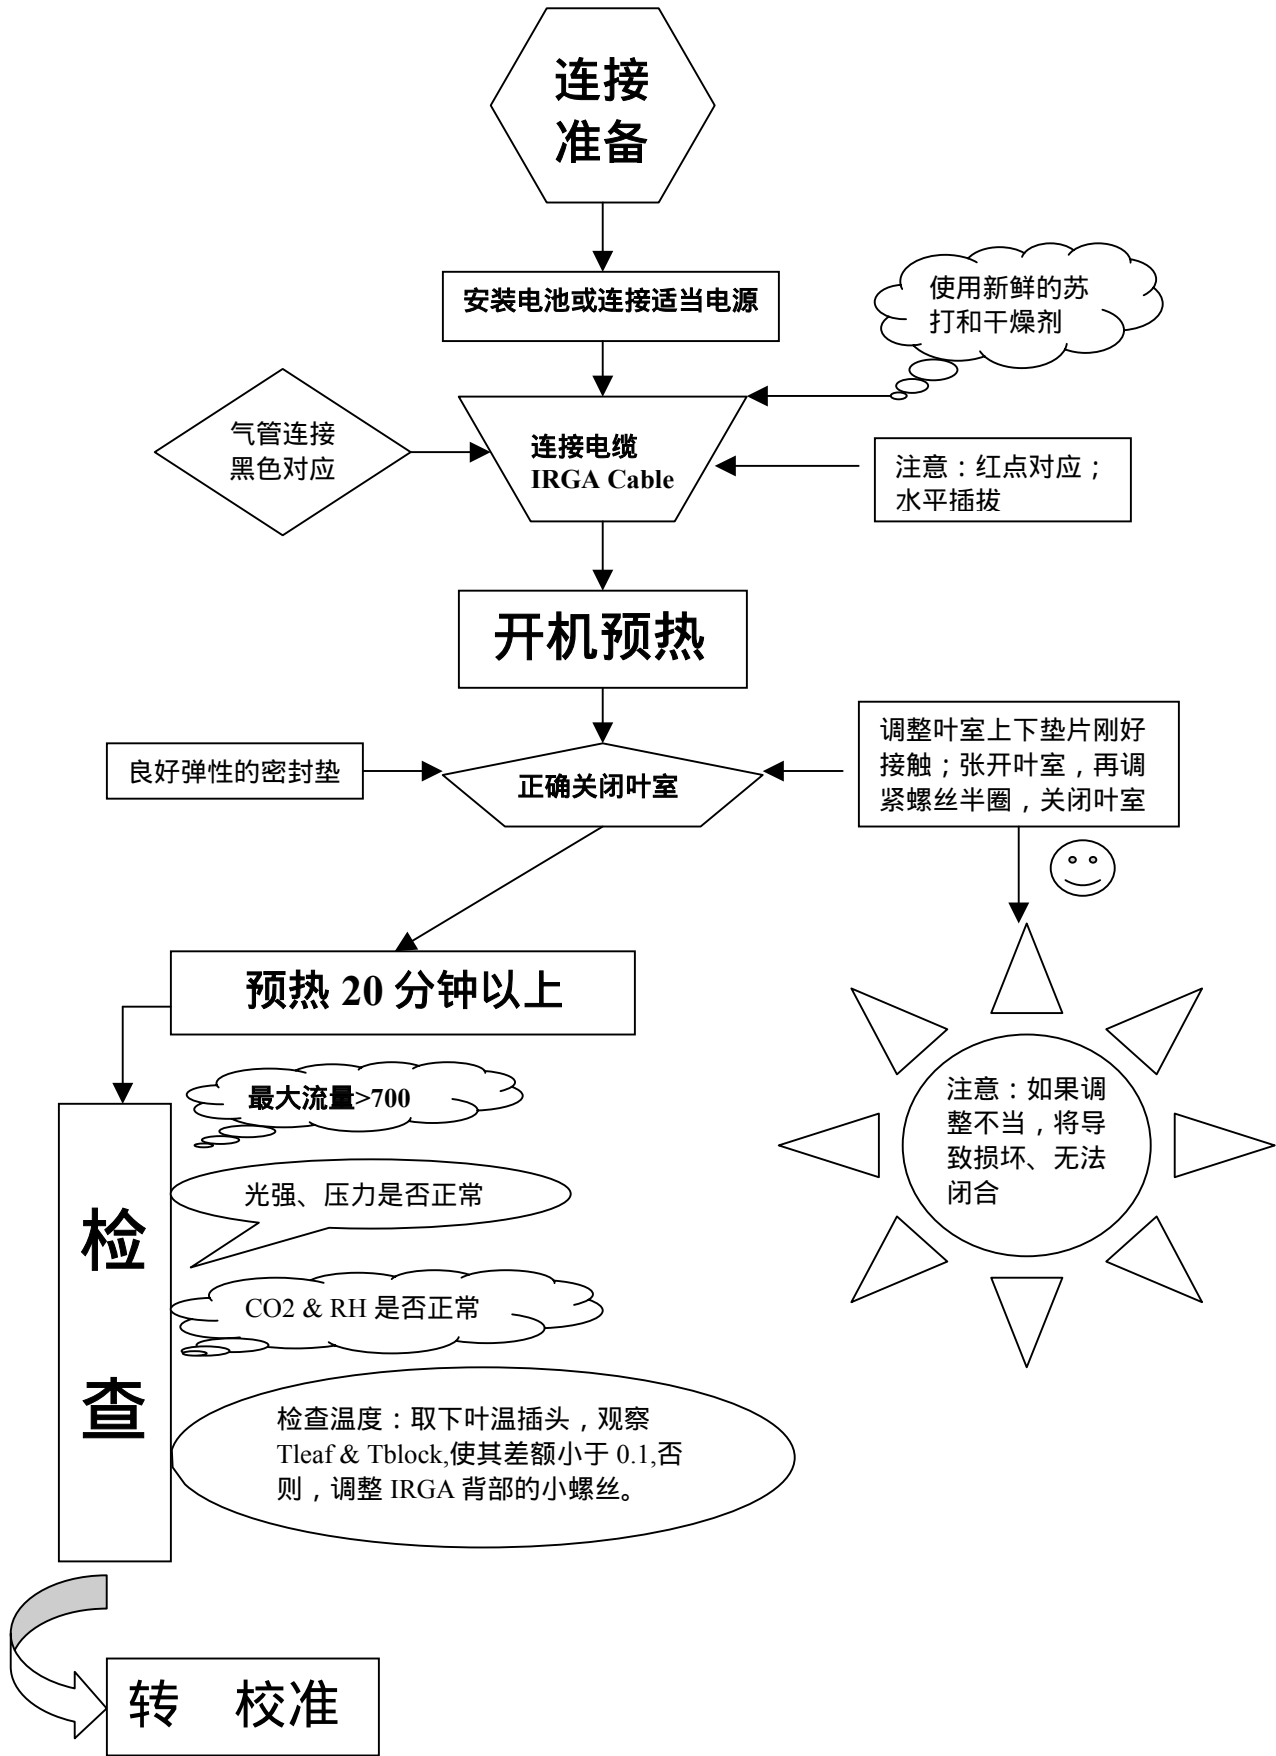 连接
准备
安装电池或连接适当电源
使用新鲜的苏
打和干燥剂
气管连接
黑色对应
连接电缆
IRGA Cable
注意：红点对应；
水平插拔
开机预热
良好弹性的密封垫
正确关闭叶室
调整叶室上下垫片刚好
接触；张开叶室，再调
紧螺丝半圈，关闭叶室
预热 20 分钟以上
最大流量>700
光强、压力是否正常
CO2 & RH 是否正常
检查温度：取下叶温插头，观察
Tleaf & Tblock,使其差额小于 0.1,否
则，调整 IRGA 背部的小螺丝。
检
查
注意：如果调
整不当，将导
致损坏、无法
闭合
转 校准